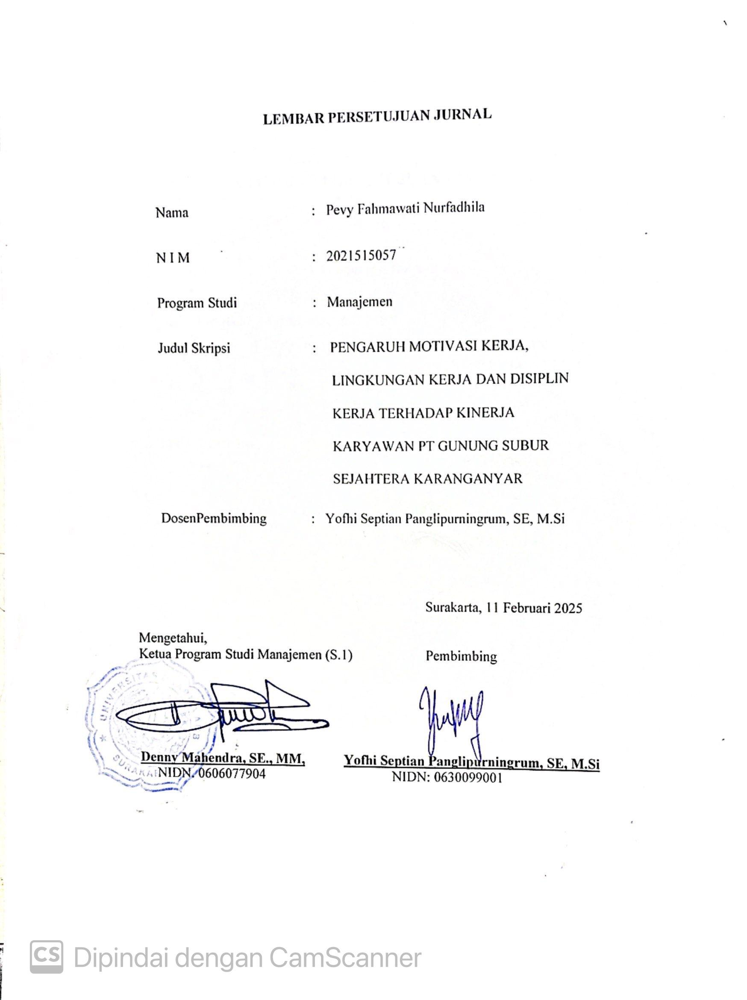 LEMBAR PERSETUJUAN JURNAL
Nama : Pevy Fahmawati Nurfadhila
N I M : 2021515057
Program Studi : Manajemen
Judul Skripsi : PENGARUH MOTIVASI KERJA,
LINGKUNGAN KERJA DAN DISIPLIN
KERJA TERHADAP KINERJA
KARYAWAN PT GUNUNG SUBUR
SEJAHTERA KARANGANYAR
DosenPembimbing : Yofhi Septian Panglipurningrum, SE, M.Si
Surakarta, 11 Februari 2025
Mengetahui,
Ketua Program Studi Manajemen (S.1)
Pembimbing
UNIVERSITAS
Denny Mahendra, SE., MM,
NIDN. 0606077904
Yofhi Septian Panglipurningrum, SE, M.Si
NIDN: 0630099001
CS Dipindai dengan CamScanner